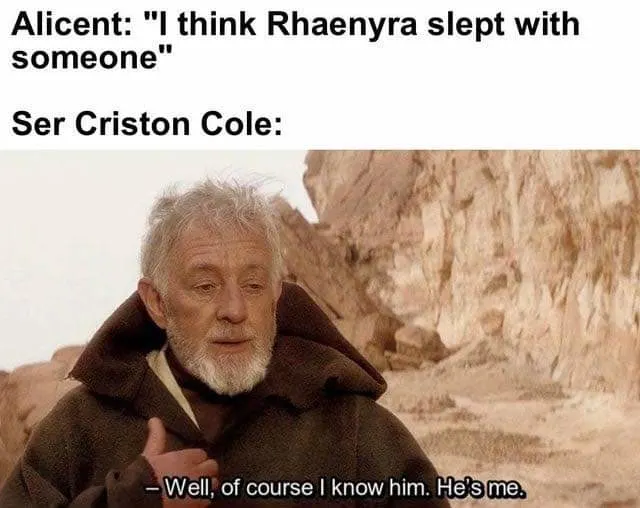 Alicent: "I think Rhaenyra slept with
someone"
Ser Criston Cole:
– Well, of course I know him. He's me.